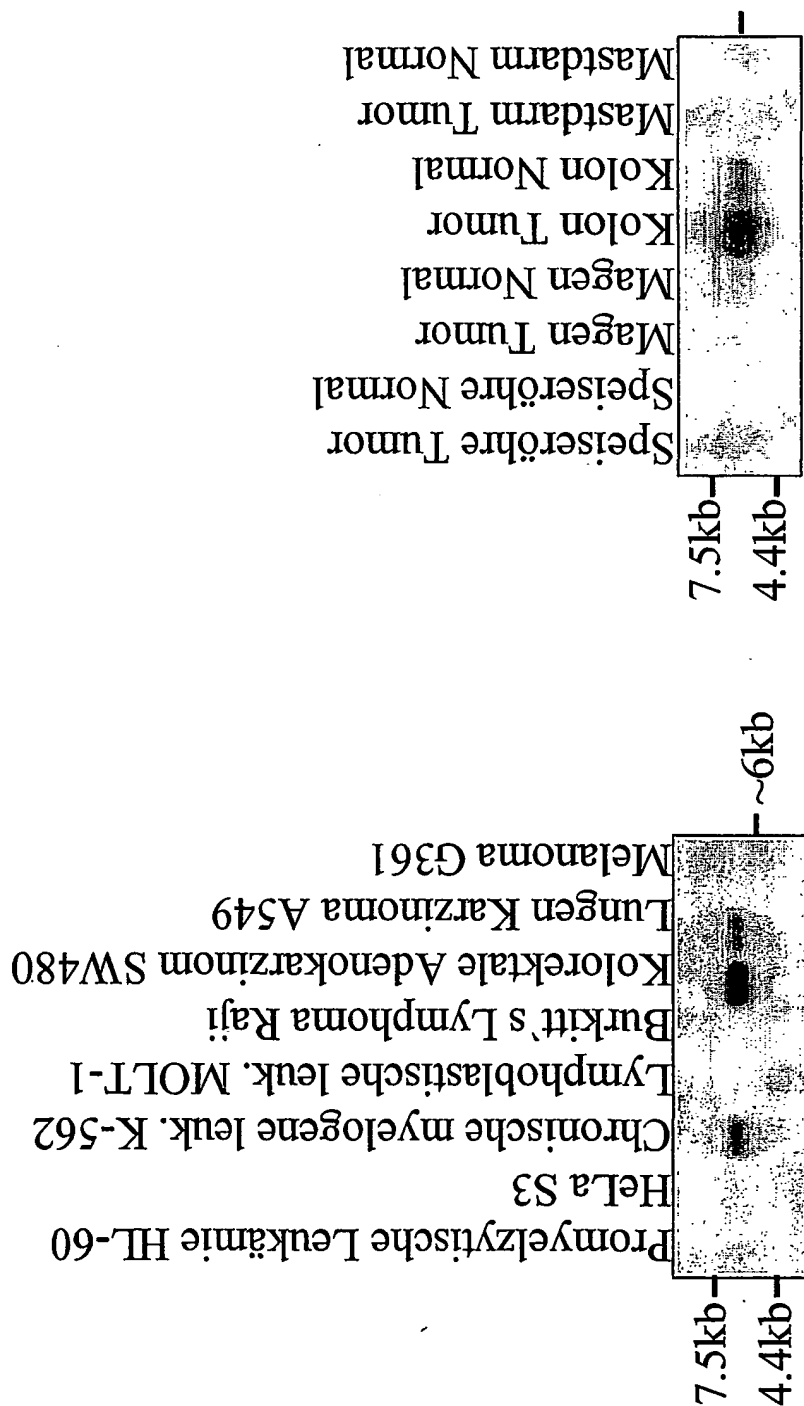 Mastdarm Normal
Mastdarm Tumor
Kolon Normal
Kolon Tumor
Magen Normal
Magen Tumor
Speiseröhre Normal
Speiseröhre Tumor
7.5kb
4.4kb
~6kb
Melanoma G361
Lungen Karzinoma A549
Kolorektale Adenokarzinom SW480
Burkitt`s Lymphoma Raji
Lymphoblastische leuk. MOLT-1
Chronische myelogene leuk. K-562
HeLa S3
Promyelzytische Leukämie HL-60
7.5kb
4.4kb